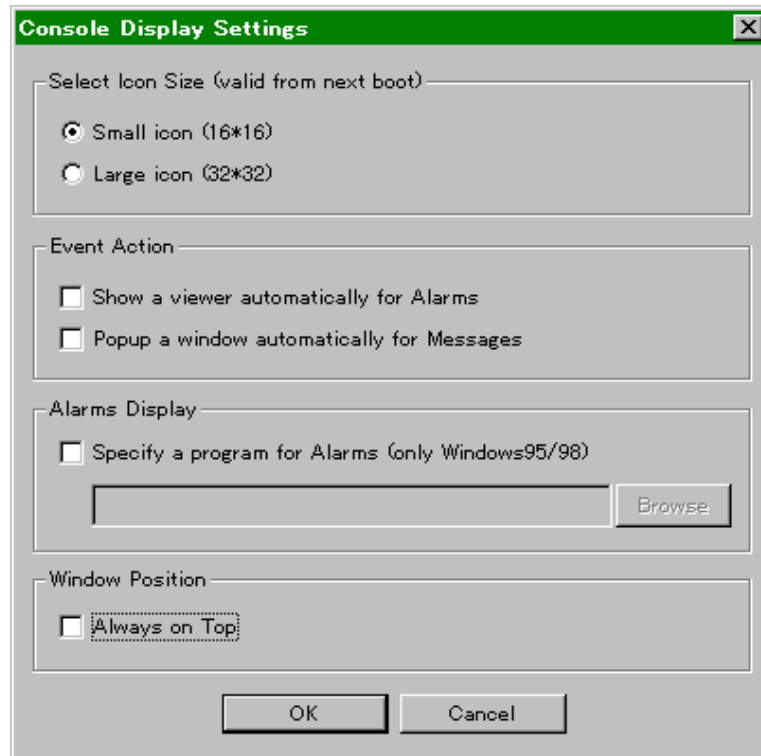 Console Display Settings
Select Icon Size (valid from next boot)
Small icon (16*16)
Large icon (32*32)
Event Action
Show a viewer automatically for Alarms
Popup a window automatically for Messages
Alarms Display
Specify a program for Alarms (only Windows95/98)
Browse
Window Position
Always on Top
OK Cancel